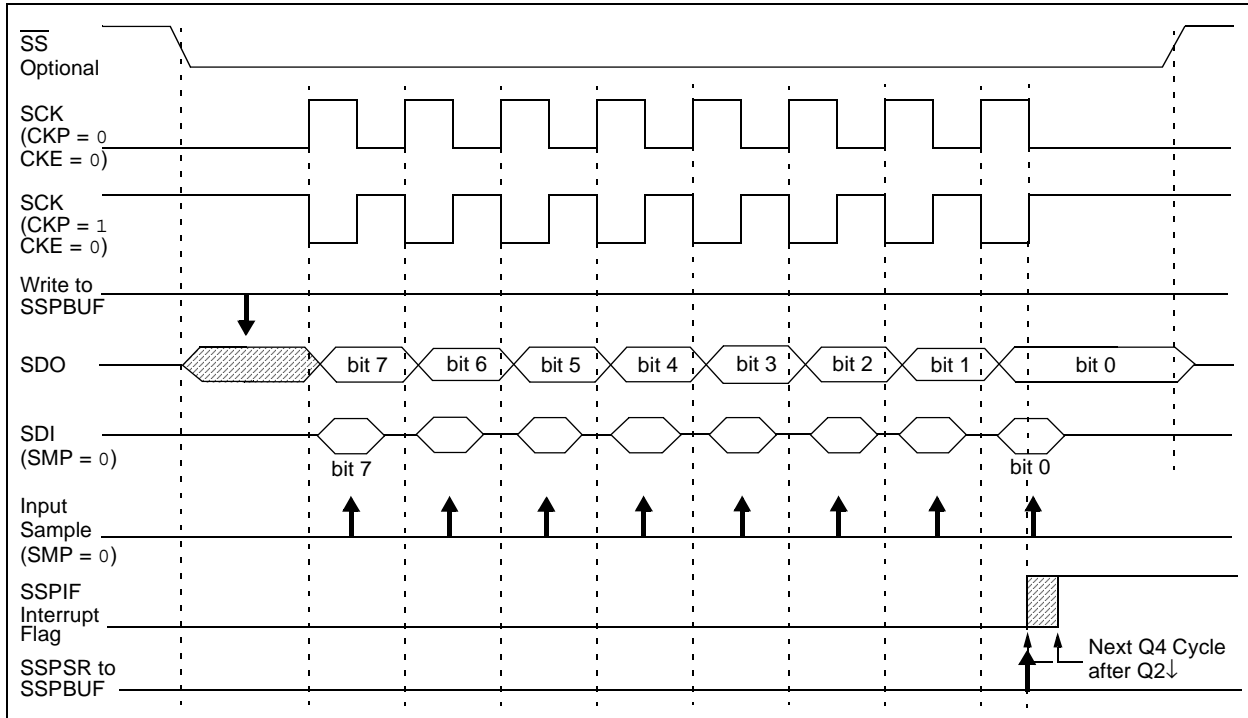 SS
Optional
SCK
(CKP = 0
CKE = 0)
SCK
(CKP = 1
CKE = 0)
Write to
SSPBUF
SDO
bit 7 bit 6 bit 5 bit 4 bit 3 bit 2 bit 1 bit 0
SDI
(SMP = 0)
bit 7 bit 0
Input
Sample
(SMP = 0)
SSPIF
Interrupt
Flag
Next Q4 Cycle
after Q2↓
SSPSR to
SSPBUF